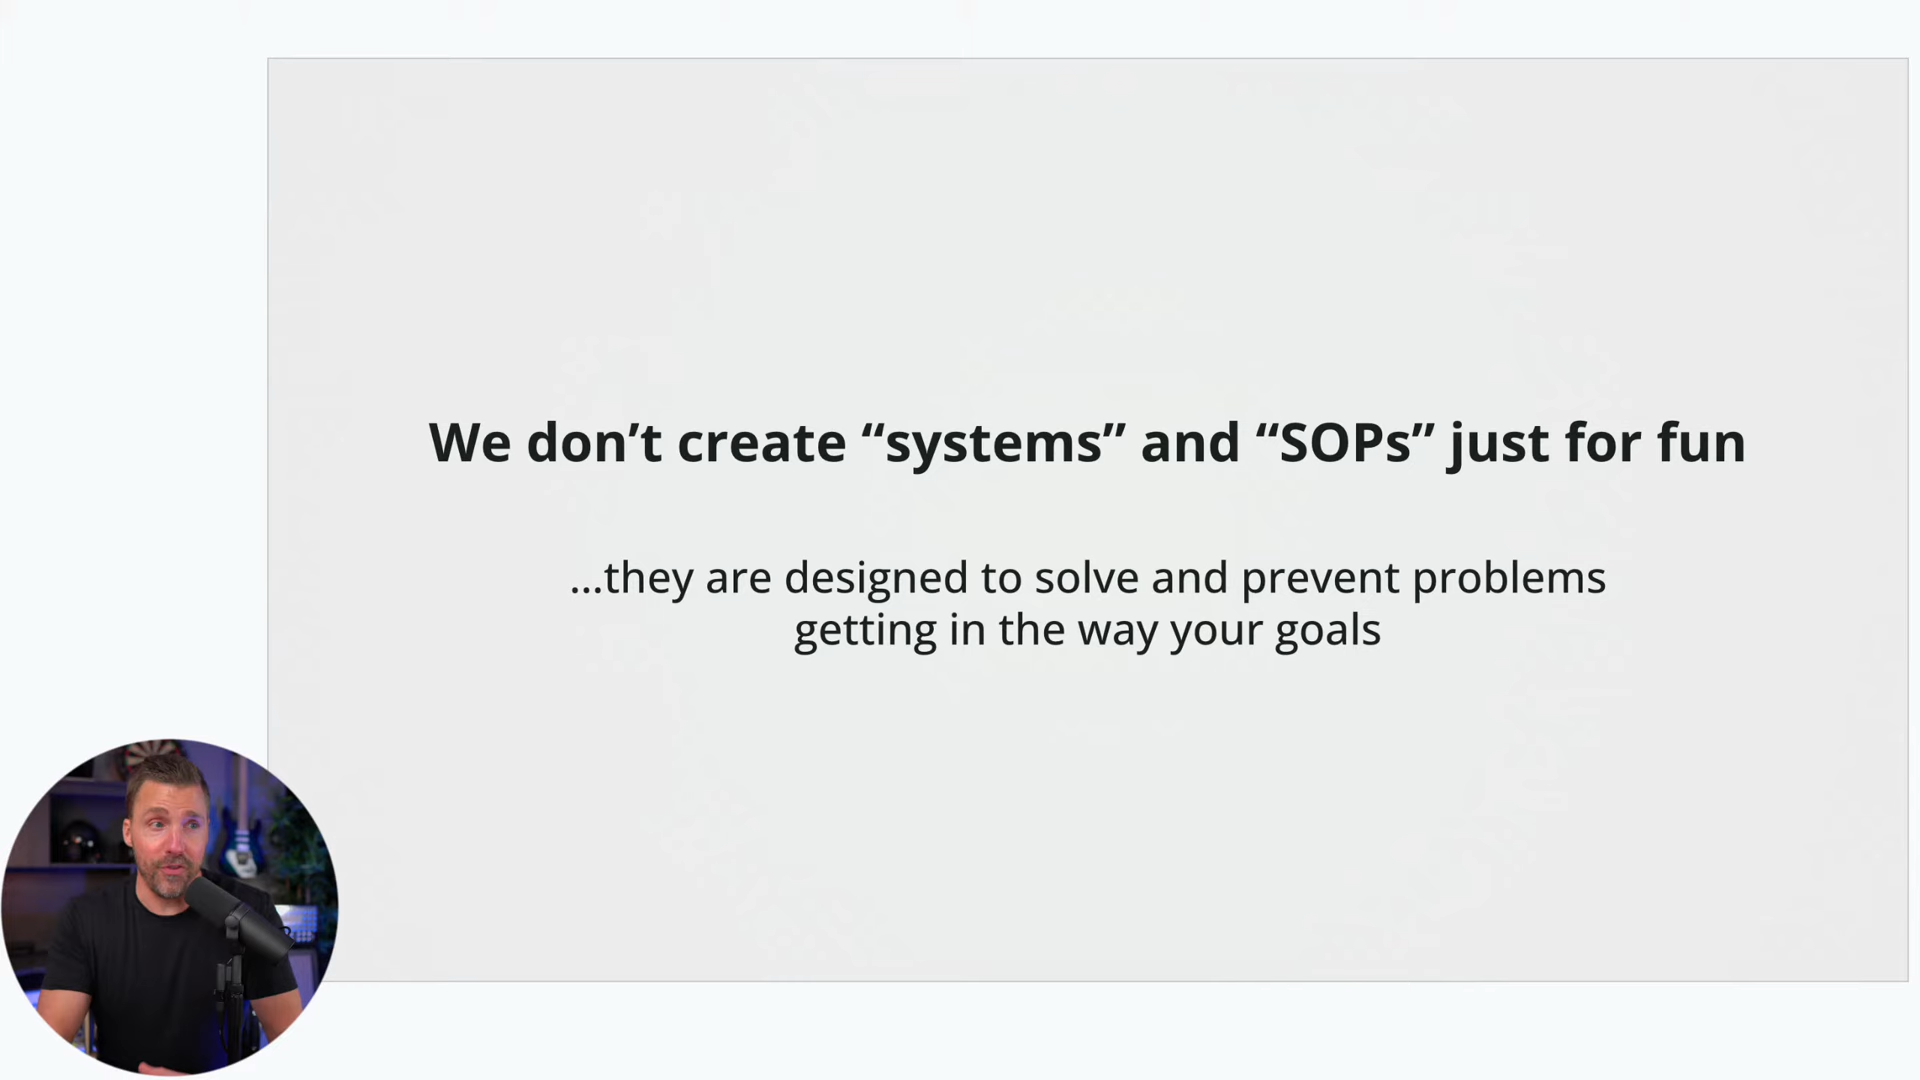 We don’t create “systems” and “SOPs” just for fun
...they are designed to solve and prevent problems
getting in the way your goals